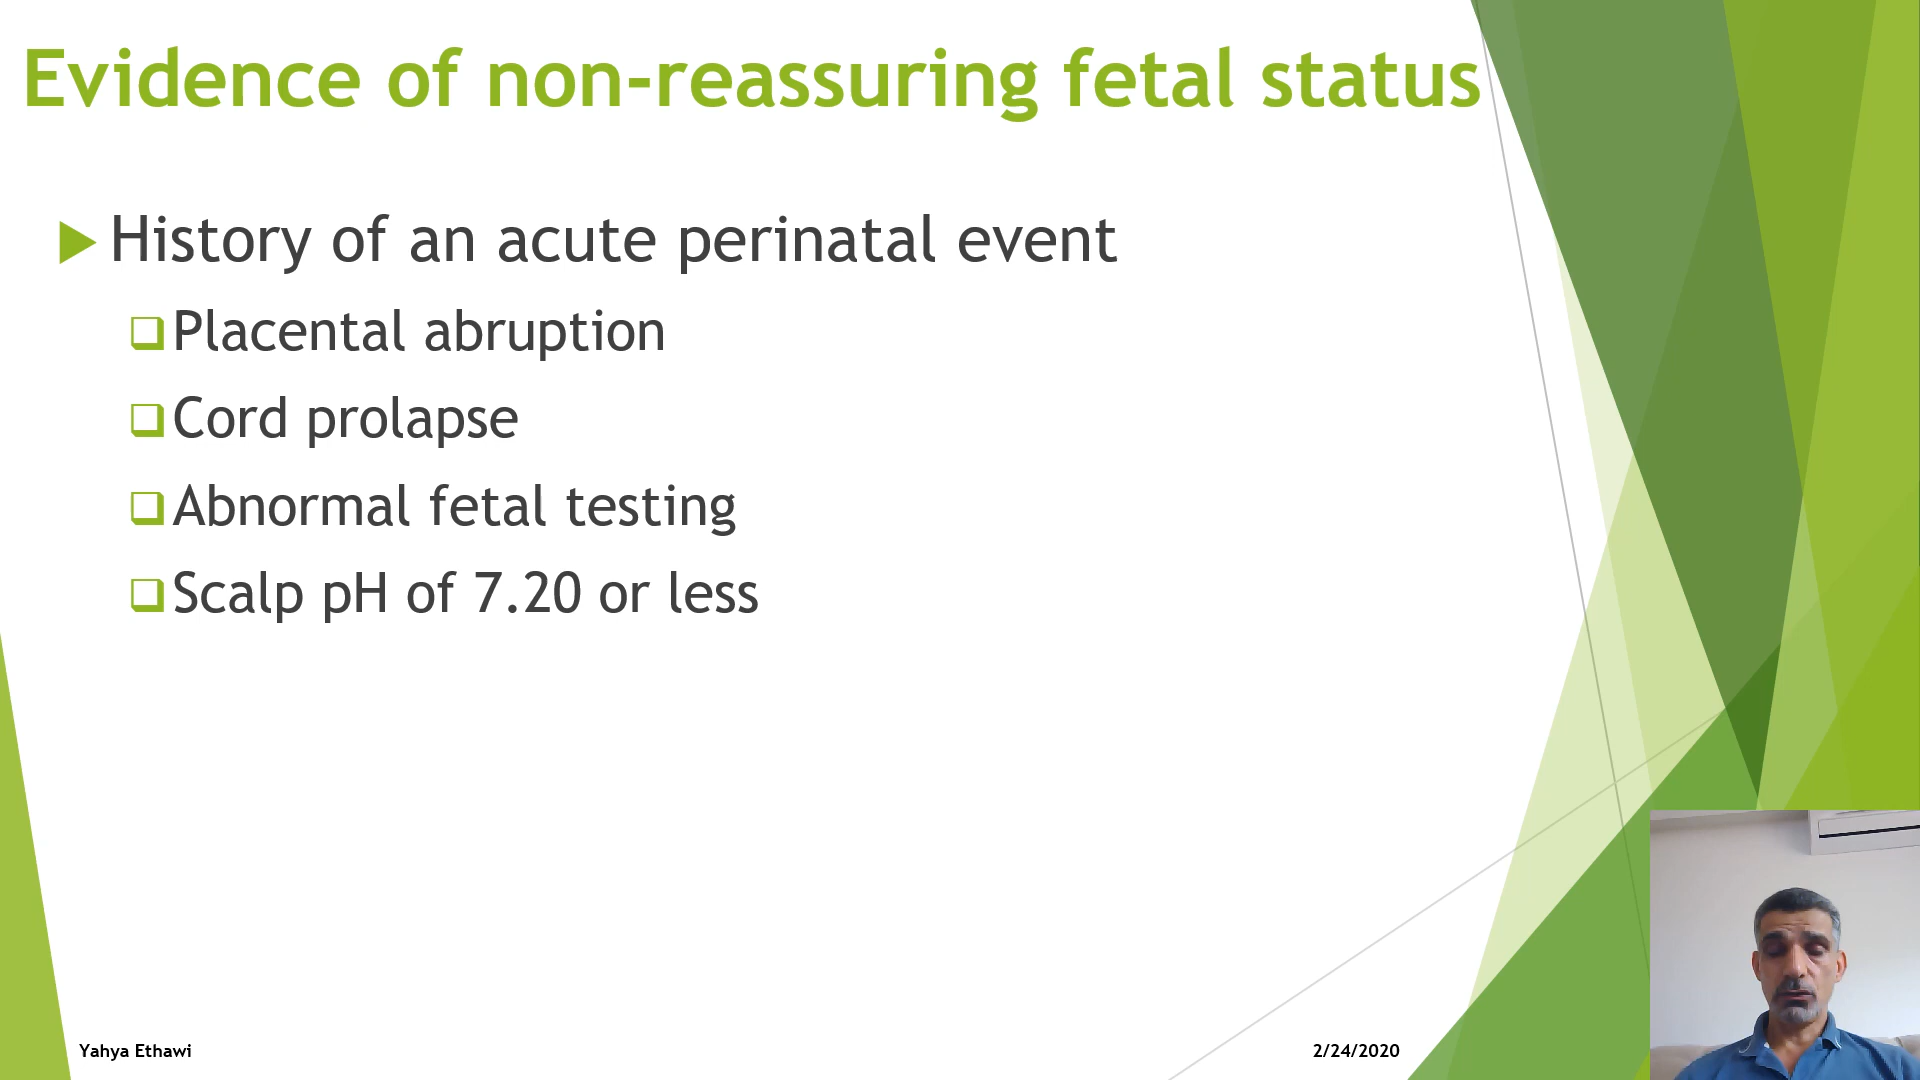 Evidence of non-reassuring fetal status
History of an acute perinatal event
Placental abruption
Cord prolapse
Abnormal fetal testing
Scalp pH of 7.20 or less
Yahya Ethawi
2/24/2020